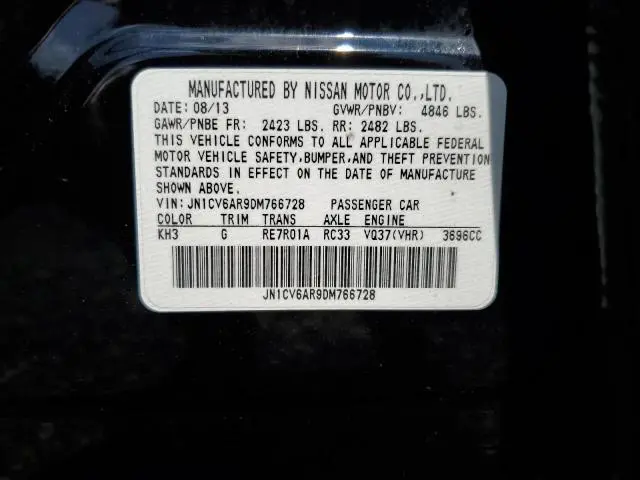 MANUFACTURED BY NISSAN MOTOR CO.,LTD.
DATE: 08/13 GVWR/PNBV: 4846 LBS.
GAWR/PNBE FR: 2423 LBS. RR: 2482 LBS.
THIS VEHICLE CONFORMS TO ALL APPLICABLE FEDERAL
MOTOR VEHICLE SAFETY,BUMPER,AND THEFT PREVENTION
STANDARDS IN EFFECT ON THE DATE OF MANUFACTURE
SHOWN ABOVE.
VIN: JN1CV6AR9DM766728 PASSENGER CAR
COLOR TRIM TRANS AXLE ENGINE
KH3 G RE7R01A RC33 VQ37(VHR) 3696CC
JN1CV6AR9DM766728